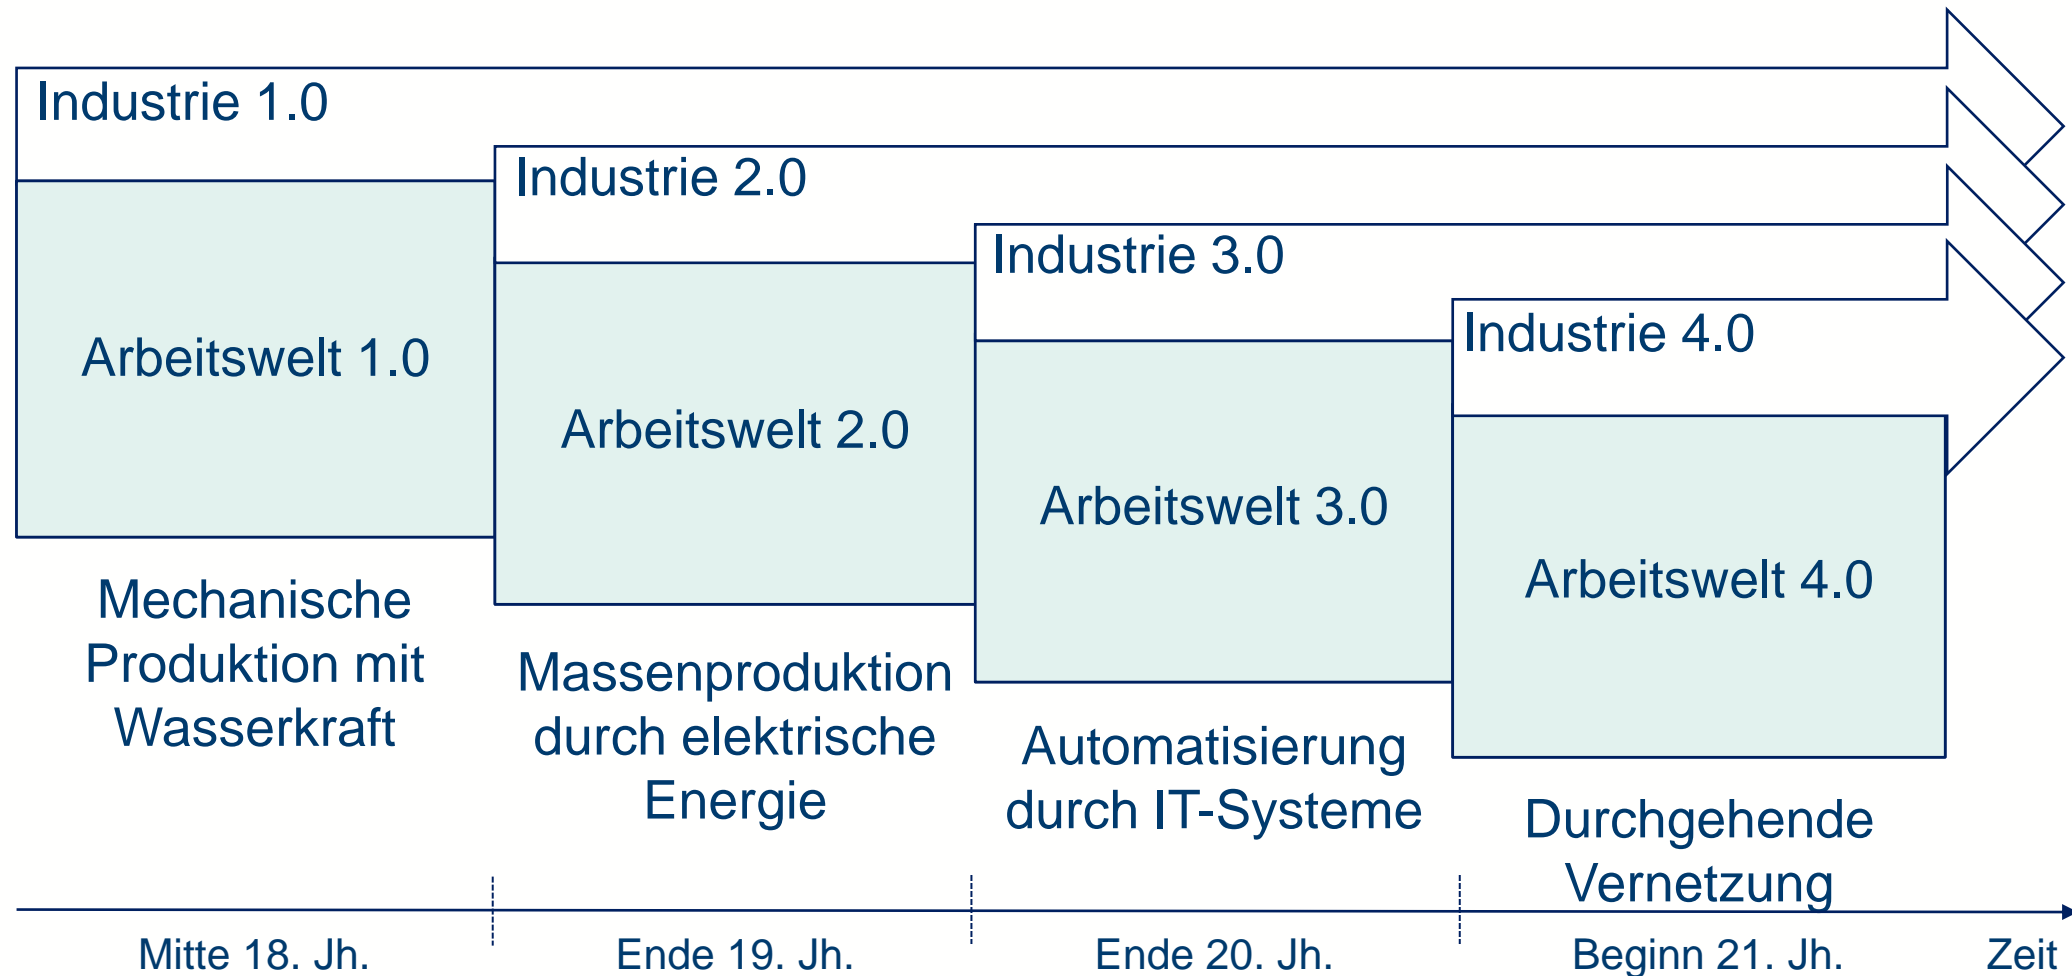 Industrie 1.0
Industrie 2.0
Industrie 3.0
Industrie 4.0
Arbeitswelt 1.0
Arbeitswelt 2.0
Arbeitswelt 3.0
Arbeitswelt 4.0
Mechanische
Produktion mit
Wasserkraft
Massenproduktion
durch elektrische
Energie
Automatisierung
durch IT-Systeme
Durchgehende
Vernetzung
Mitte 18. Jh.
Ende 19. Jh.
Ende 20. Jh.
Beginn 21. Jh.
Zeit